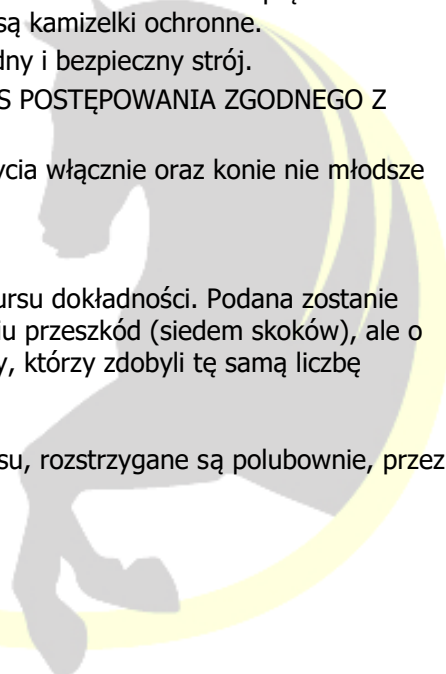 są kamizelki ochronne.
dny i bezpieczny strój.
S POSTĘPOWANIA ZGODNEGO Z
ycia włącznie oraz konie nie młodsze
ursu dokładności. Podana zostanie
iu przeszkód (siedem skoków), ale o
y, którzy zdobyli tę samą liczbę
su, rozstrzygane są polubownie, przez